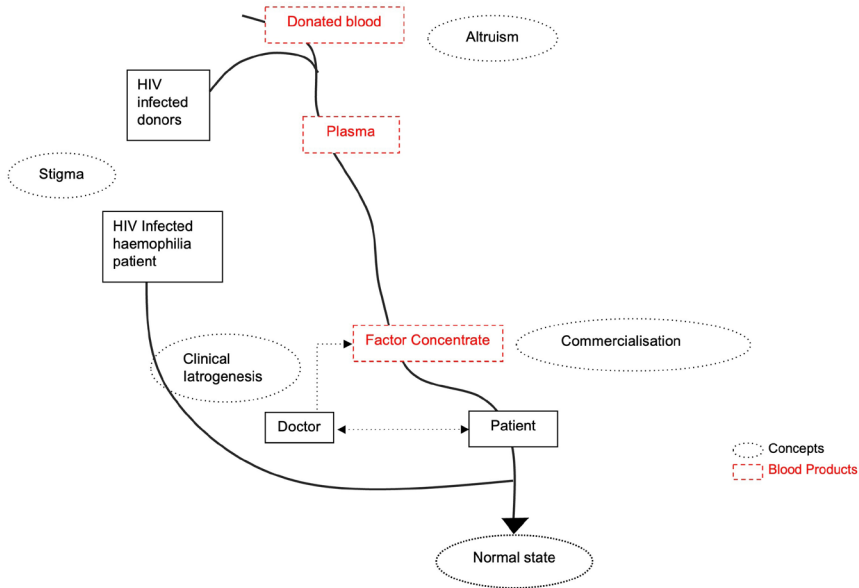 Donated blood
Altruism
HIV
infected
donors
Plasma
Stigma
HIV Infected
haemophilia
patient
Factor Concentrate
Commercialisation
Clinical
Iatrogenesis
Doctor
Patient
Concepts
Blood Products
Normal state